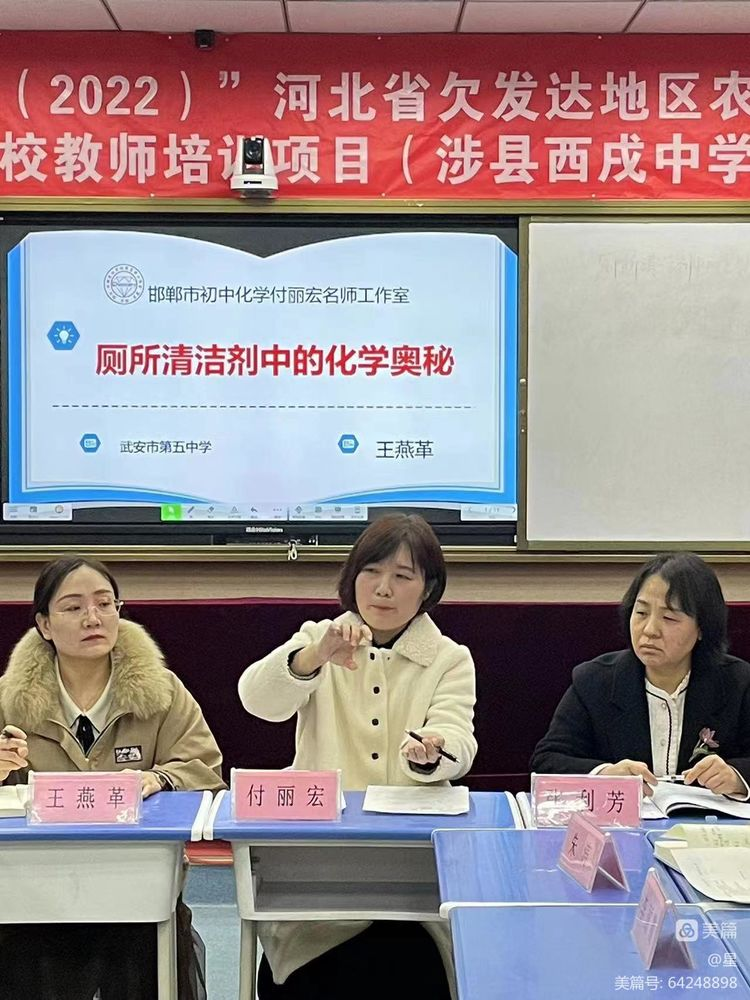 （2022）”河北省欠发达地区农
校教师培训项目（涉县西戌中学
邯郸市初中化学付丽宏名师工作室
厕所清洁剂中的化学奥秘
武安市第五中学
王燕革
王燕革
付丽宏
利芳
美篇
@星
美篇号: 64248898